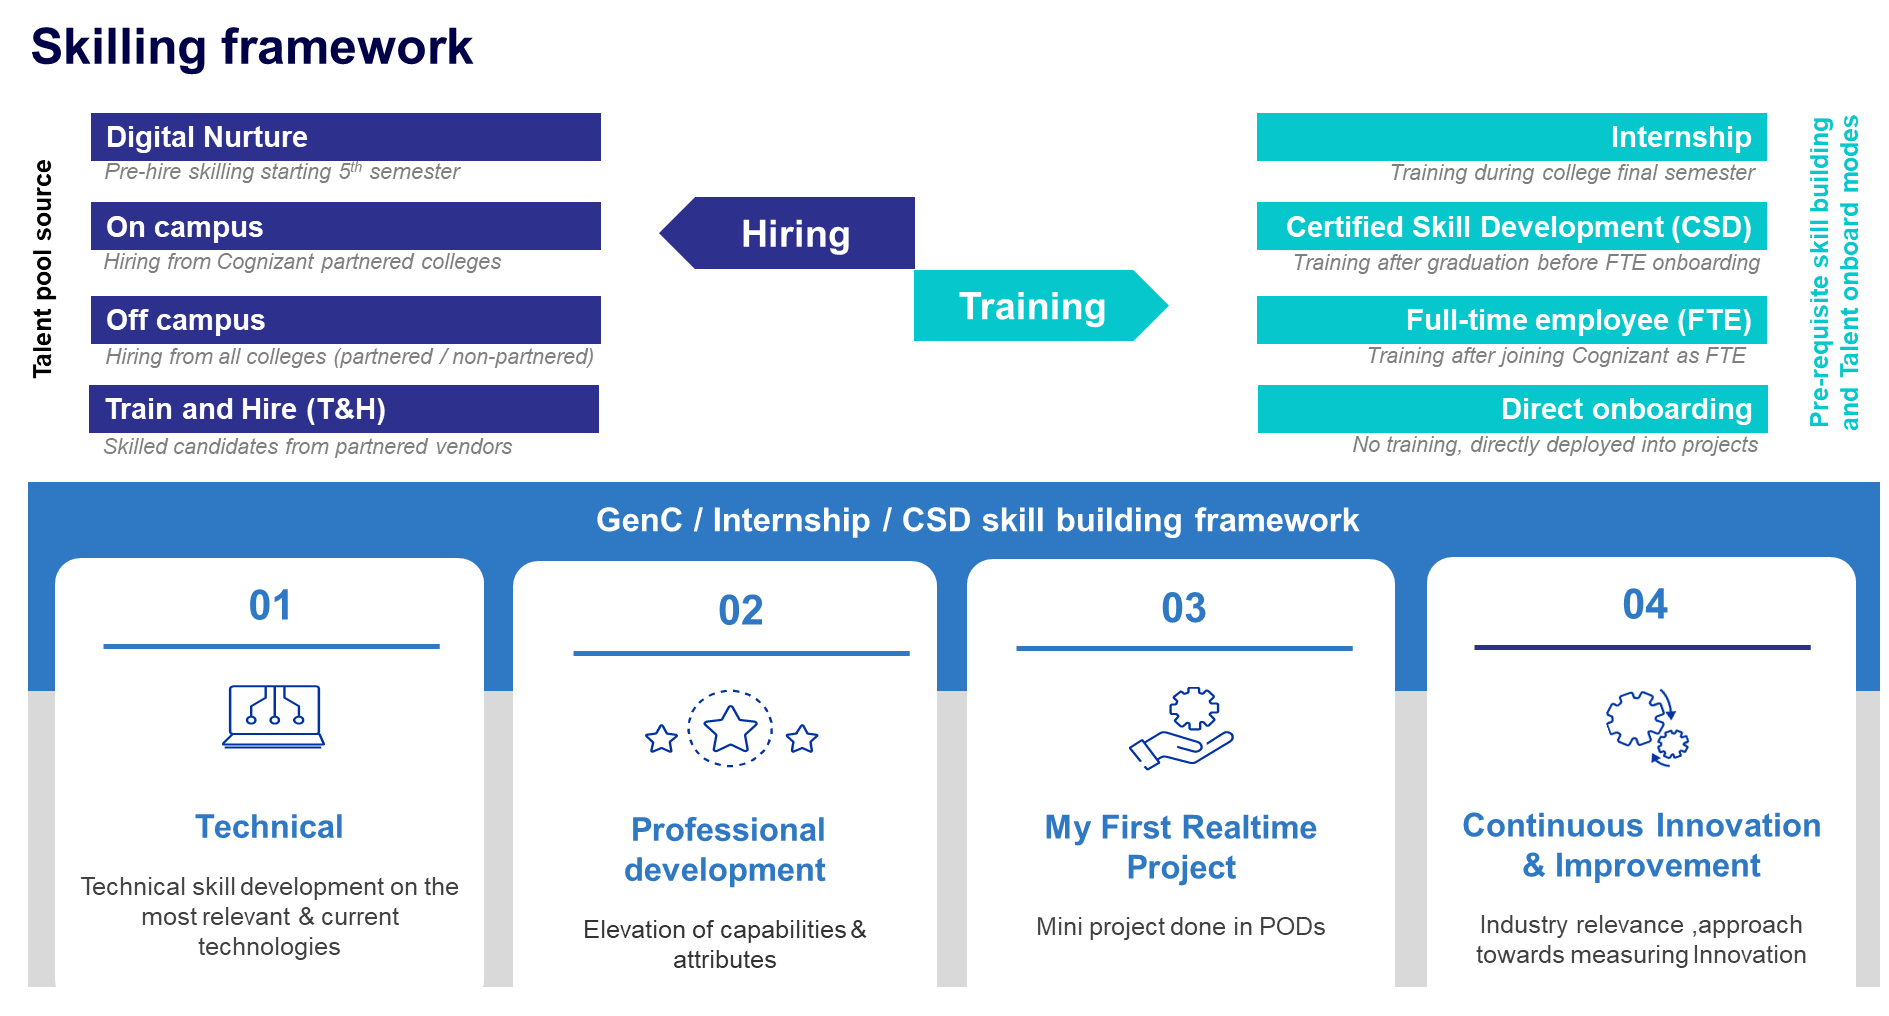 Skilling framework
Talent pool source
Digital Nurture
Pre-hire skilling starting 5th semester
On campus
Hiring from Cognizant partnered colleges
Off campus
Hiring from all colleges (partnered / non-partnered)
Train and Hire (T&H)
Skilled candidates from partnered vendors
Hiring
Training
Internship
Training during college final semester
Certified Skill Development (CSD)
Training after graduation before FTE onboarding
Full-time employee (FTE)
Training after joining Cognizant as FTE
Direct onboarding
No training, directly deployed into projects
Pre-requisite skill building
and Talent onboard modes
GenC / Internship / CSD skill building framework
01
Technical
Technical skill development on the
most relevant & current
technologies
02
Professional
development
Elevation of capabilities &
attributes
03
My First Realtime
Project
Mini project done in PODs
04
Continuous Innovation
& Improvement
Industry relevance ,approach
towards measuring Innovation